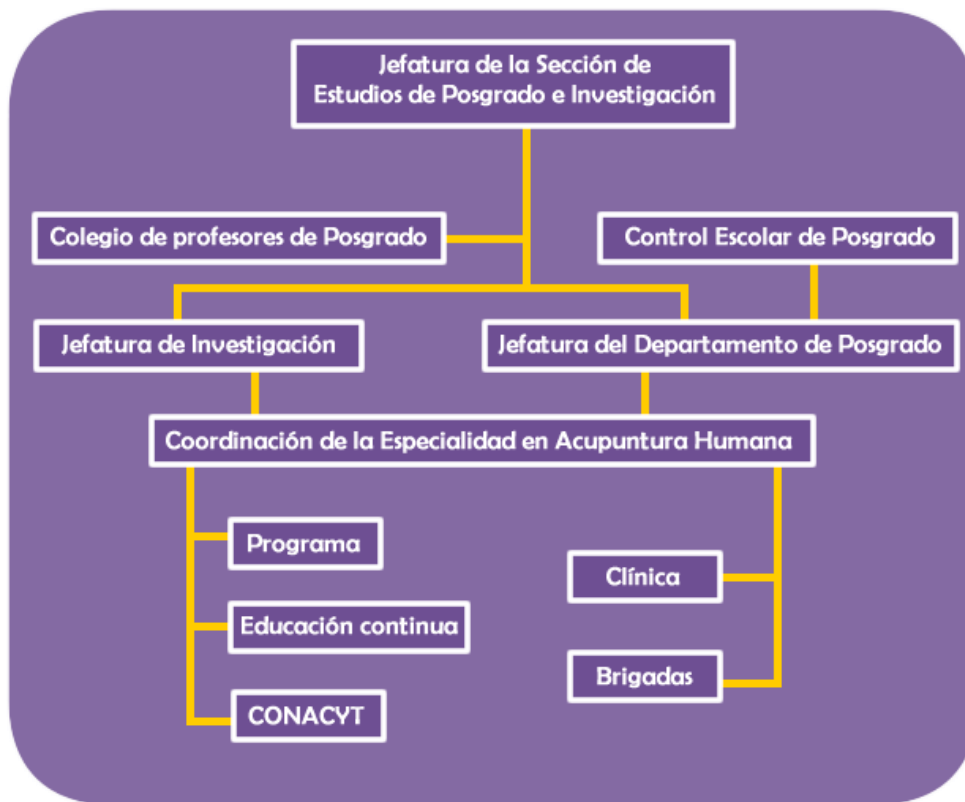 Jefatura de la Sección de
Estudios de Posgrado e Investigación
Colegio de profesores de Posgrado
Control Escolar de Posgrado
Jefatura de Investigación
Jefatura del Departamento de Posgrado
Coordinación de la Especialidad en Acupuntura Humana
Programa
Educación continua
CONACYT
Clínica
Brigadas